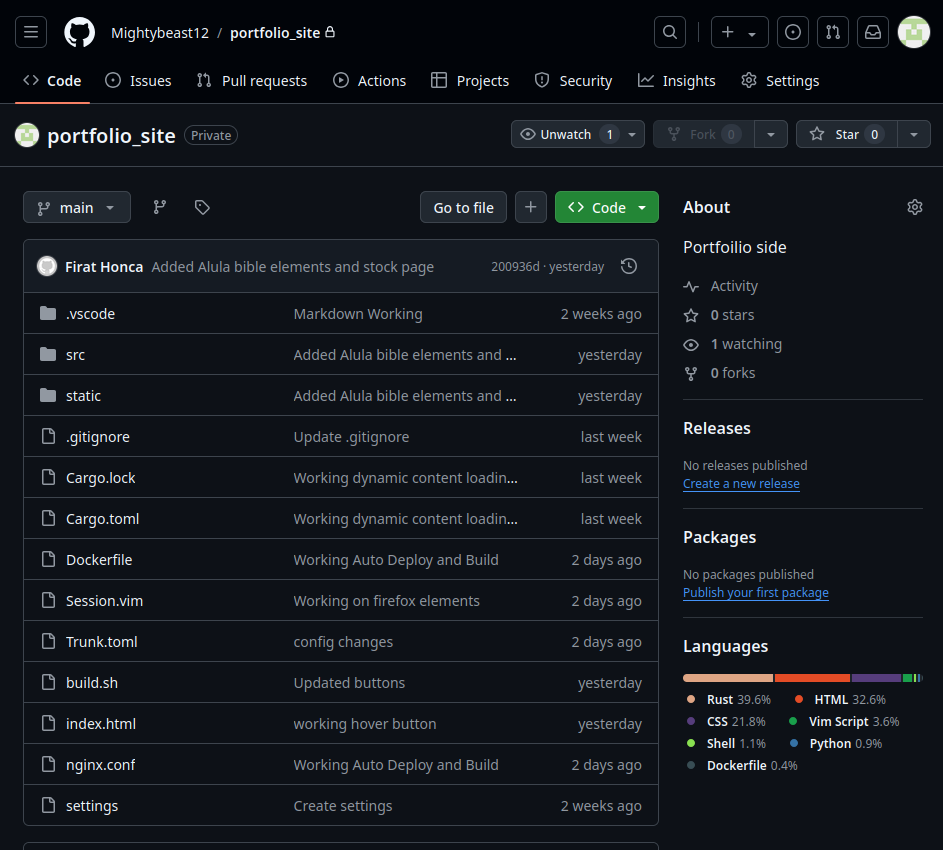 Mightybeast12 / portfolio_site
Code Issues Pull requests Actions Projects Security Insights Settings
portfolio_site Private Unwatch 1 Fork 0 Star 0
main Go to file Code
Firat Honca Added Alula bible elements and stock page 200936d · yesterday
.vscode Markdown Working 2 weeks ago
src Added Alula bible elements and ... yesterday
static Added Alula bible elements and ... yesterday
.gitignore Update .gitignore last week
Cargo.lock Working dynamic content loadin... last week
Cargo.toml Working dynamic content loadin... last week
Dockerfile Working Auto Deploy and Build 2 days ago
Session.vim Working on firefox elements 2 days ago
Trunk.toml config changes 2 days ago
build.sh Updated buttons yesterday
index.html working hover button yesterday
nginx.conf Working Auto Deploy and Build 2 days ago
settings Create settings 2 weeks ago
About
Portfoilio side
Activity
0 stars
1 watching
0 forks
Releases
No releases published
Create a new release
Packages
No packages published
Publish your first package
Languages
Rust 39.6% HTML 32.6%
CSS 21.8% Vim Script 3.6%
Shell 1.1% Python 0.9%
Dockerfile 0.4%